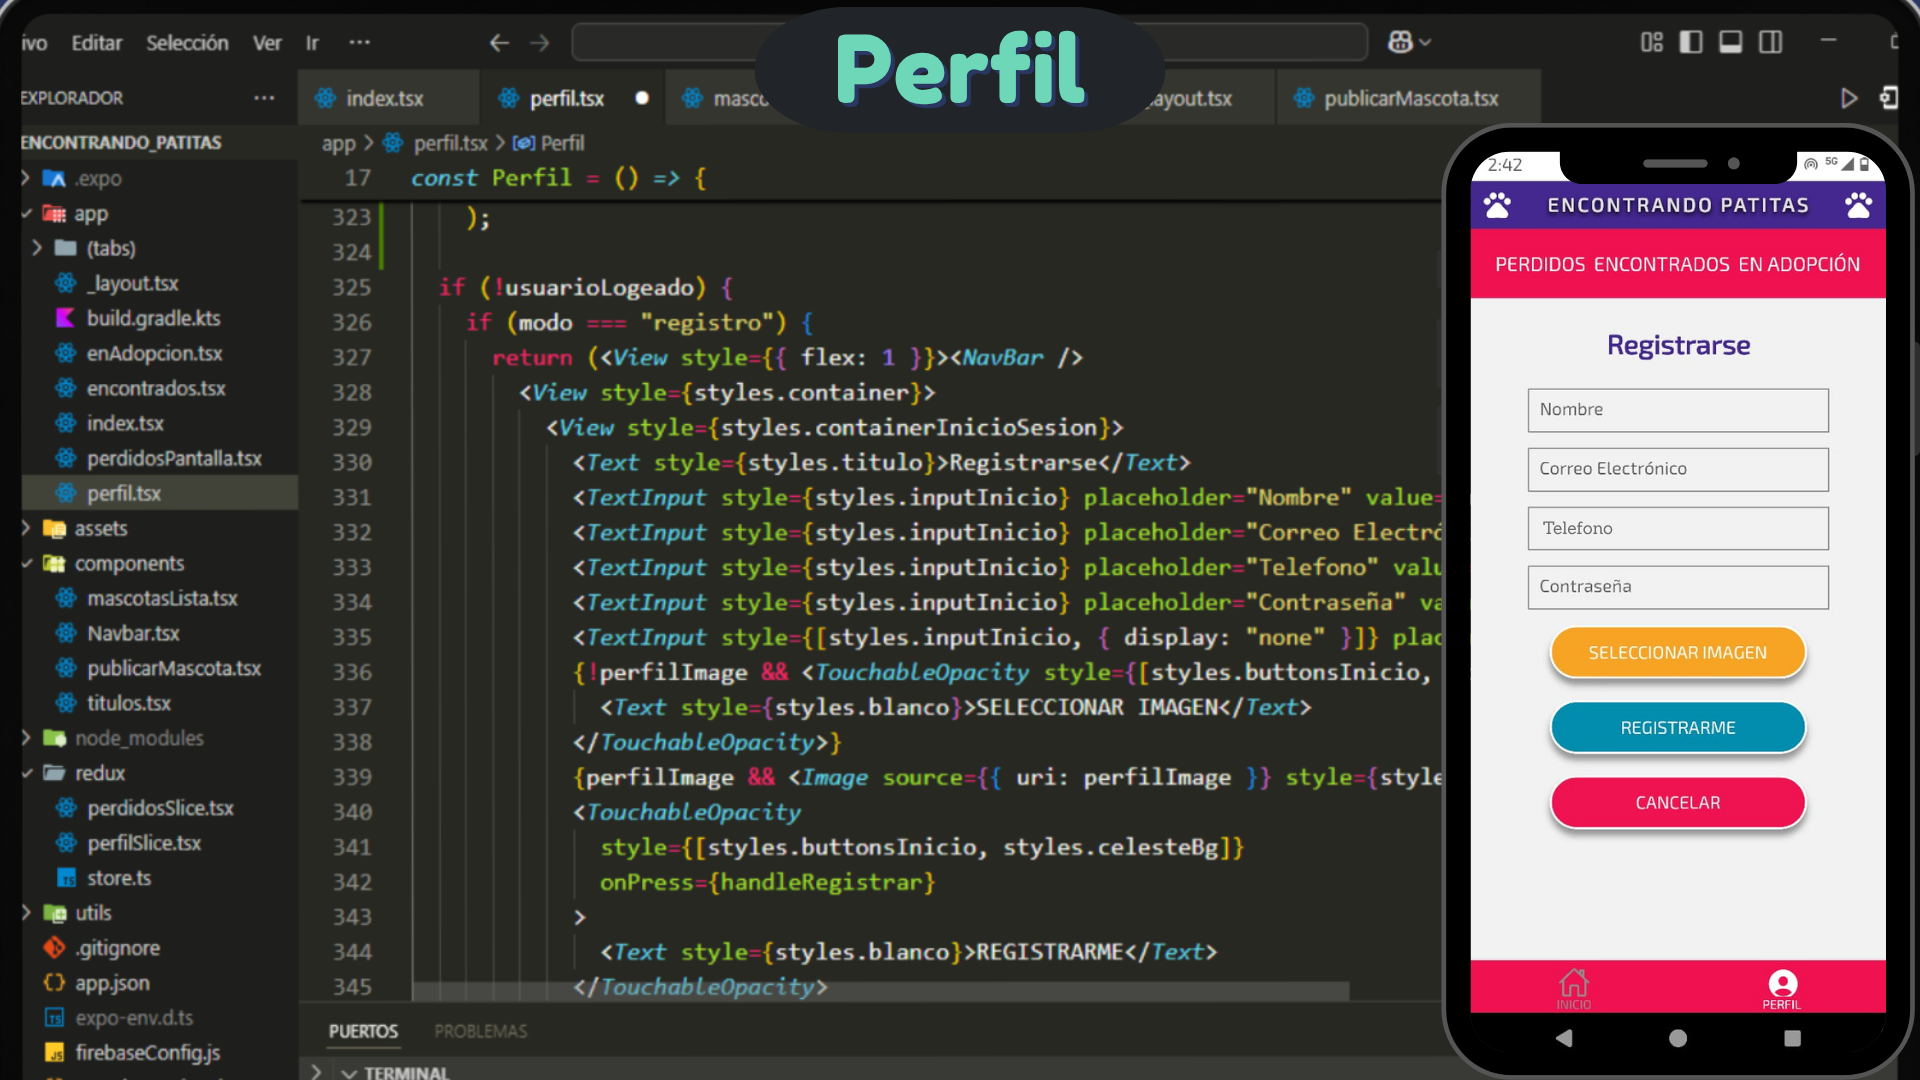 Perfil
ivo Editar Selección Ver Ir ···
EXPLORADOR ···
index.tsx perfil.tsx ayout.tsx publicarMascota.tsx
ENCONTRANDO_PATITAS
app > perfil.tsx > Perfil
.expo
app
(tabs)
_layout.tsx
build.gradle.kts
enAdopcion.tsx
encontrados.tsx
index.tsx
perdidosPantalla.tsx
perfil.tsx
assets
components
mascotasLista.tsx
Navbar.tsx
publicarMascota.tsx
titulos.tsx
node_modules
redux
perdidosSlice.tsx
perfilSlice.tsx
store.ts
utils
.gitignore
app.json
expo-env.d.ts
firebaseConfig.js
17 const Perfil = () => {
323 );
324
325 if (!usuarioLogeado) {
326 if (modo === "registro") {
327 return (<View style={{ flex: 1 }}><NavBar />
328 <View style={styles.container}>
329 <View style={styles.containerInicioSesion}>
330 <Text style={styles.titulo}>Registrarse</Text>
331 <TextInput style={styles.inputInicio} placeholder="Nombre" value=
332 <TextInput style={styles.inputInicio} placeholder="Correo Electró
333 <TextInput style={styles.inputInicio} placeholder="Telefono" valu
334 <TextInput style={styles.inputInicio} placeholder="Contraseña" va
335 <TextInput style={[styles.inputInicio, { display: "none" }]} plac
336 {!perfilImage && <TouchableOpacity style={[styles.buttonsInicio,
337 <Text style={styles.blanco}>SELECCIONAR IMAGEN</Text>
338 </TouchableOpacity>}
339 {perfilImage && <Image source={{ uri: perfilImage }} style={style
340 <TouchableOpacity
341 style={[styles.buttonsInicio, styles.celesteBg]}
342 onPress={handleRegistrar}
343 >
344 <Text style={styles.blanco}>REGISTRARME</Text>
345 </TouchableOpacity>
PUERTOS PROBLEMAS
TERMINAL
2:42 5G
ENCONTRANDO PATITAS
PERDIDOS ENCONTRADOS EN ADOPCIÓN
Registrarse
Nombre
Correo Electrónico
Telefono
Contraseña
SELECCIONAR IMAGEN
REGISTRARME
CANCELAR
INICIO PERFIL